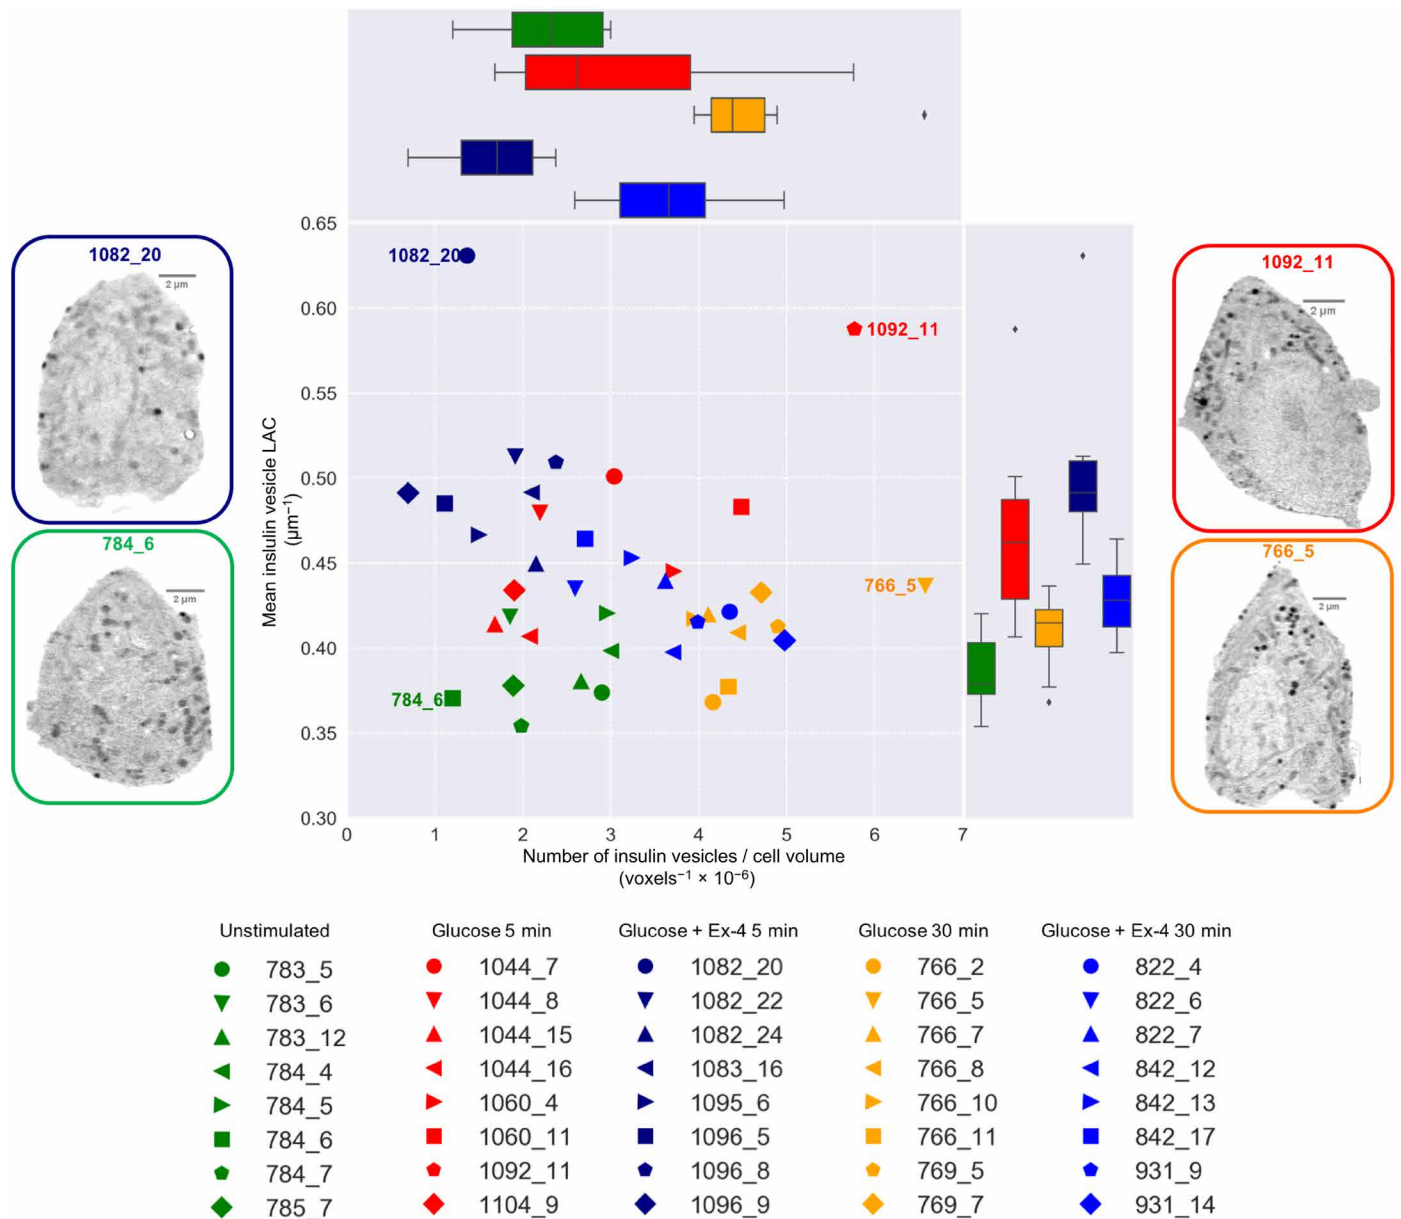 0.65
1082_20
2 µm
1082_20
1092_11
2 µm
0.60
1092_11
0.55
Mean inslulin vesicle LAC
(µm⁻¹)
0.50
784_6
2 µm
0.45
766_5
766_5
2 µm
0.40
784_6
0.35
0.30
0 1 2 3 4 5 6 7
Number of insulin vesicles / cell volume
(voxels⁻¹ × 10⁻⁶)
Unstimulated Glucose 5 min Glucose + Ex-4 5 min Glucose 30 min Glucose + Ex-4 30 min
783_5 1044_7 1082_20 766_2 822_4
783_6 1044_8 1082_22 766_5 822_6
783_12 1044_15 1082_24 766_7 822_7
784_4 1044_16 1083_16 766_8 842_12
784_5 1060_4 1095_6 766_10 842_13
784_6 1060_11 1096_5 766_11 842_17
784_7 1092_11 1096_8 769_5 931_9
785_7 1104_9 1096_9 769_7 931_14